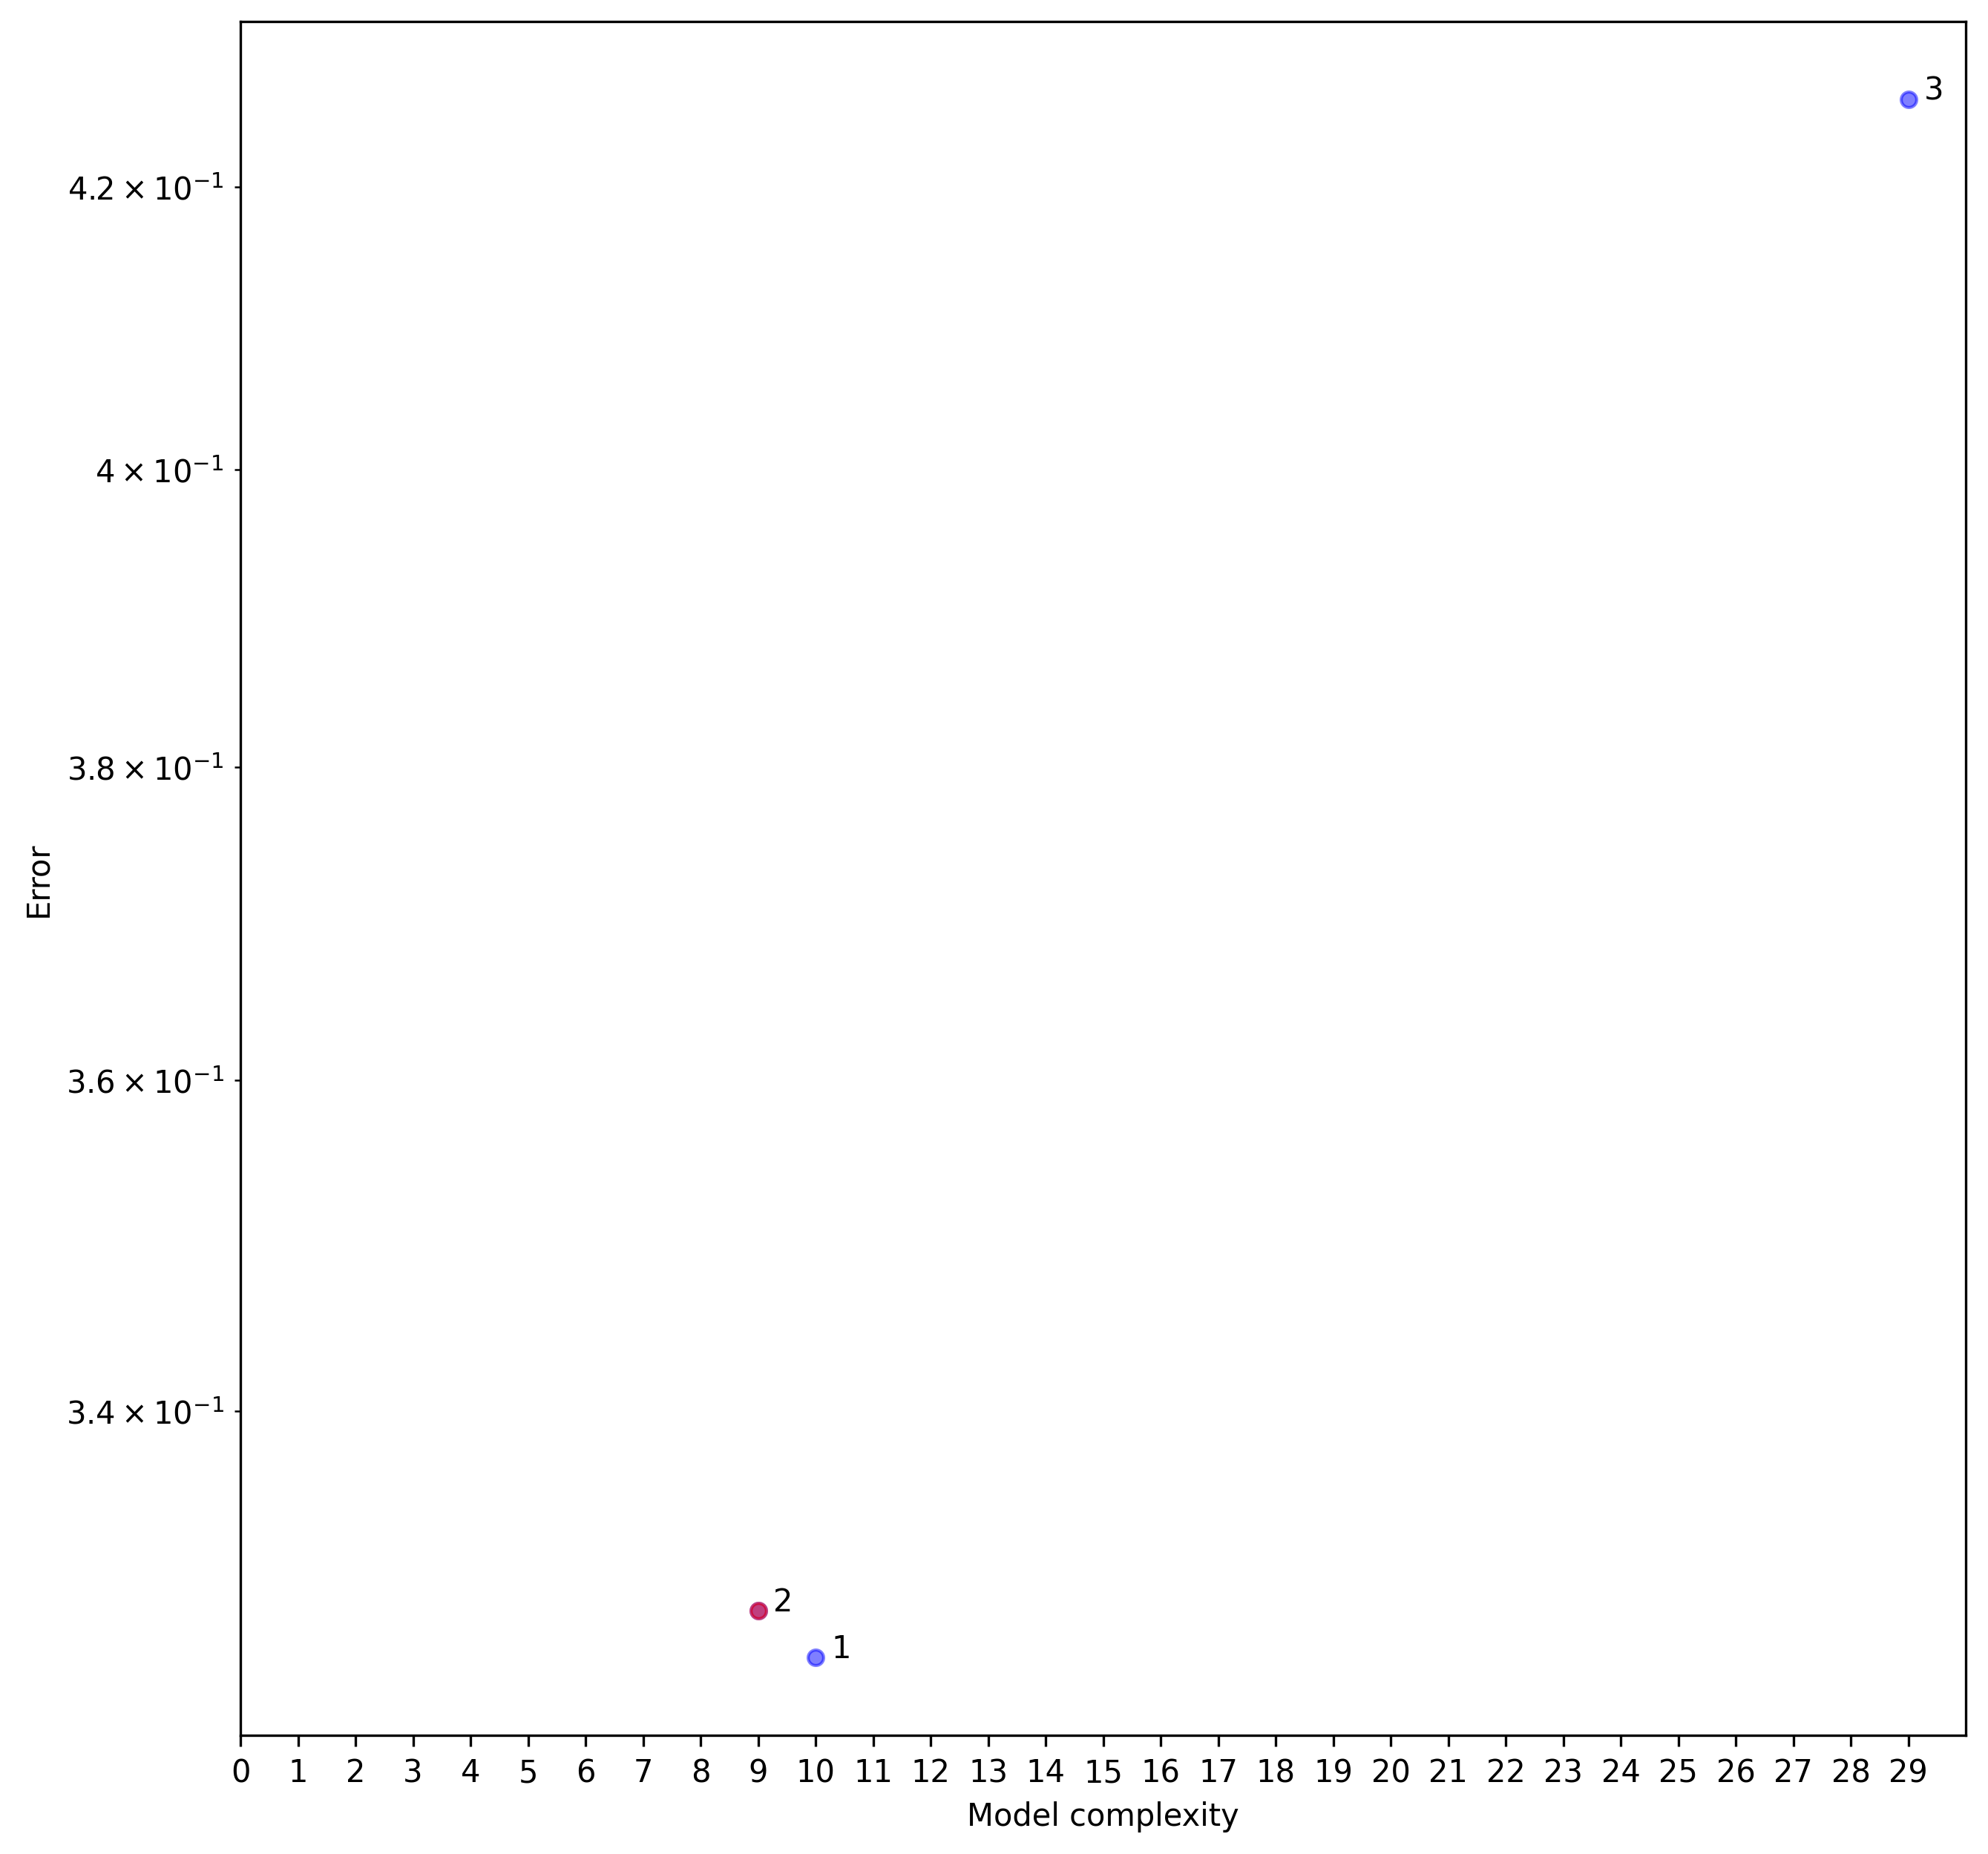 3
4.2 × 10⁻¹
4 × 10⁻¹
3.8 × 10⁻¹
Error
3.6 × 10⁻¹
3.4 × 10⁻¹
2
1
0 1 2 3 4 5 6 7 8 9 10 11 12 13 14 15 16 17 18 19 20 21 22 23 24 25 26 27 28 29
Model complexity